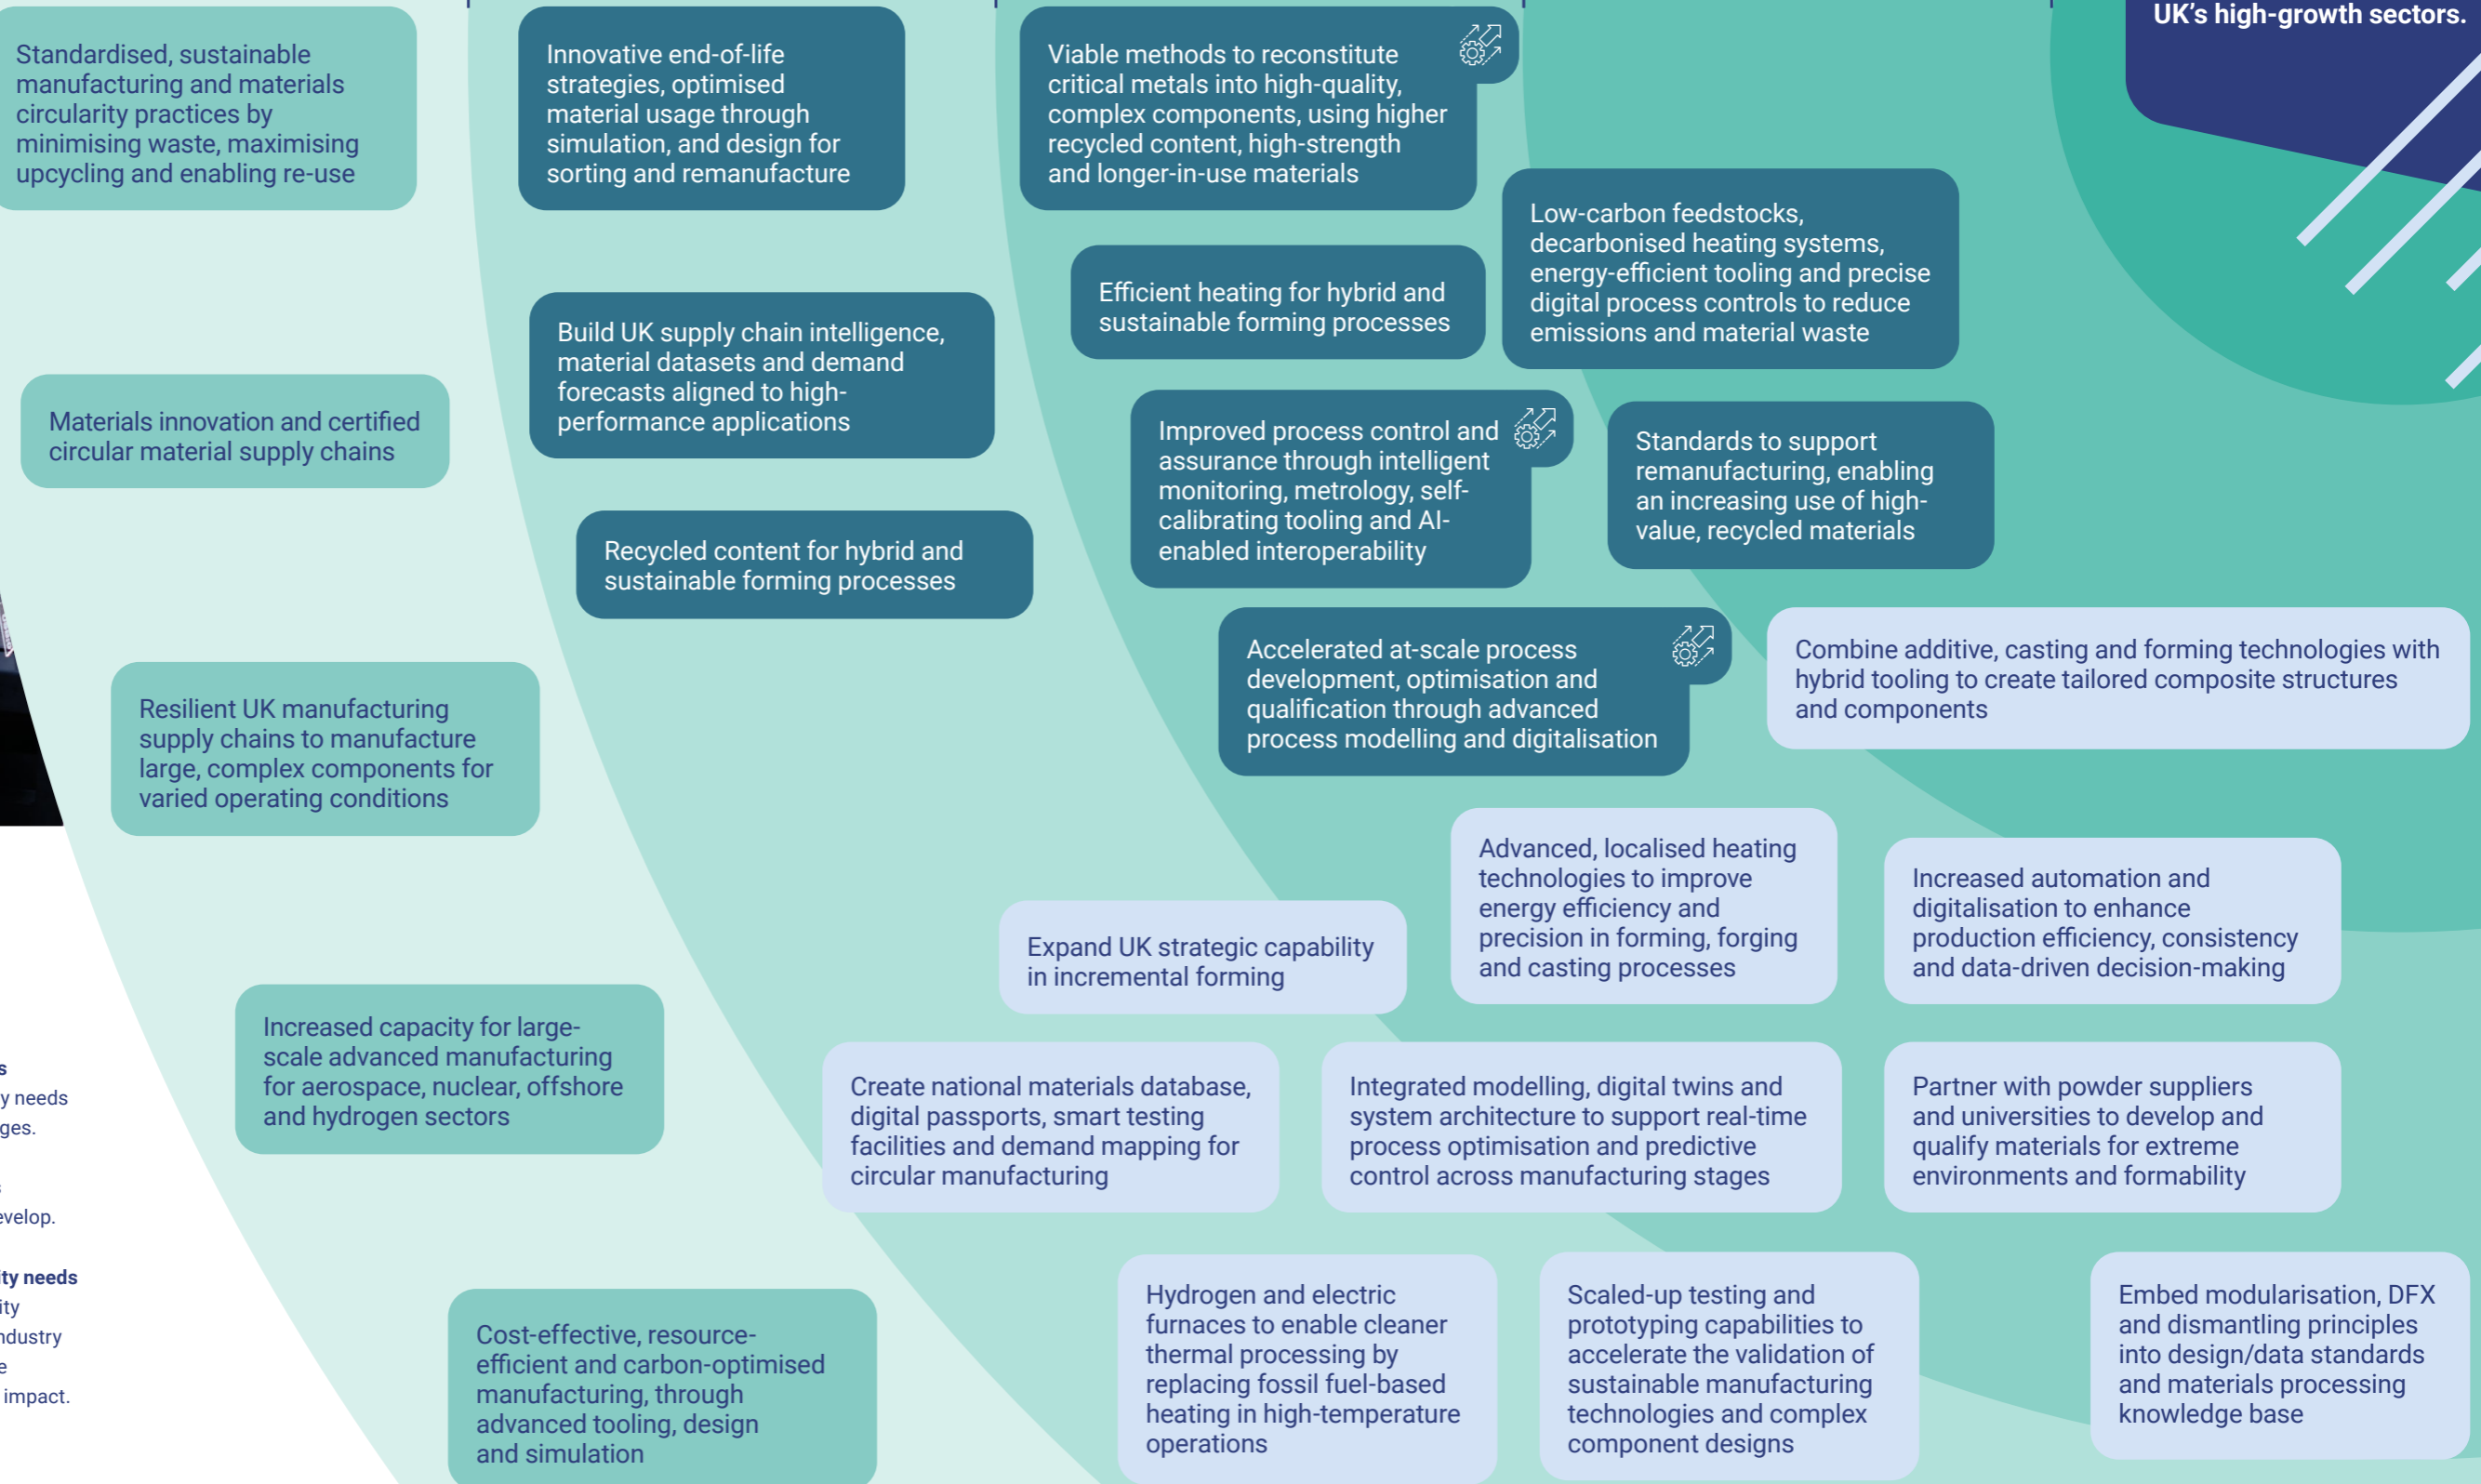 UK's high-growth sectors.
Standardised, sustainable
manufacturing and materials
circularity practices by
minimising waste, maximising
upcycling and enabling re-use
Innovative end-of-life
strategies, optimised
material usage through
simulation, and design for
sorting and remanufacture
Viable methods to reconstitute
critical metals into high-quality,
complex components, using higher
recycled content, high-strength
and longer-in-use materials
Low-carbon feedstocks,
decarbonised heating systems,
energy-efficient tooling and precise
digital process controls to reduce
emissions and material waste
Efficient heating for hybrid and
sustainable forming processes
Build UK supply chain intelligence,
material datasets and demand
forecasts aligned to high-
performance applications
Materials innovation and certified
circular material supply chains
Improved process control and
assurance through intelligent
monitoring, metrology, self-
calibrating tooling and AI-
enabled interoperability
Standards to support
remanufacturing, enabling
an increasing use of high-
value, recycled materials
Recycled content for hybrid and
sustainable forming processes
Accelerated at-scale process
development, optimisation and
qualification through advanced
process modelling and digitalisation
Combine additive, casting and forming technologies with
hybrid tooling to create tailored composite structures
and components
Resilient UK manufacturing
supply chains to manufacture
large, complex components for
varied operating conditions
Advanced, localised heating
technologies to improve
energy efficiency and
precision in forming, forging
and casting processes
Increased automation and
digitalisation to enhance
production efficiency, consistency
and data-driven decision-making
Expand UK strategic capability
in incremental forming
Increased capacity for large-
scale advanced manufacturing
for aerospace, nuclear, offshore
and hydrogen sectors
Create national materials database,
digital passports, smart testing
facilities and demand mapping for
circular manufacturing
Integrated modelling, digital twins and
system architecture to support real-time
process optimisation and predictive
control across manufacturing stages
Partner with powder suppliers
and universities to develop and
qualify materials for extreme
environments and formability
needs
needs
impact.
Cost-effective, resource-
efficient and carbon-optimised
manufacturing, through
advanced tooling, design
and simulation
Hydrogen and electric
furnaces to enable cleaner
thermal processing by
replacing fossil fuel-based
heating in high-temperature
operations
Scaled-up testing and
prototyping capabilities to
accelerate the validation of
sustainable manufacturing
technologies and complex
component designs
Embed modularisation, DFX
and dismantling principles
into design/data standards
and materials processing
knowledge base